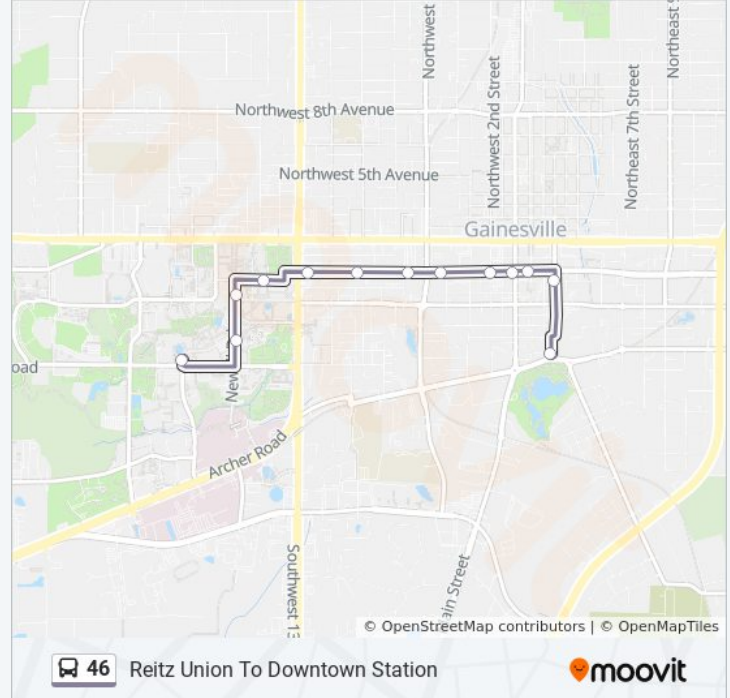 Northwest
Northeast
Northwest 8th Avenue
Northwest 2nd Street
Northeast 7th Street
Northwest 5th Avenue
Gainesville
oad
New
Archer Road
Southwest 13
ain Street
© OpenStreetMap contributors | © OpenMapTiles
46 Reitz Union To Downtown Station
moovit